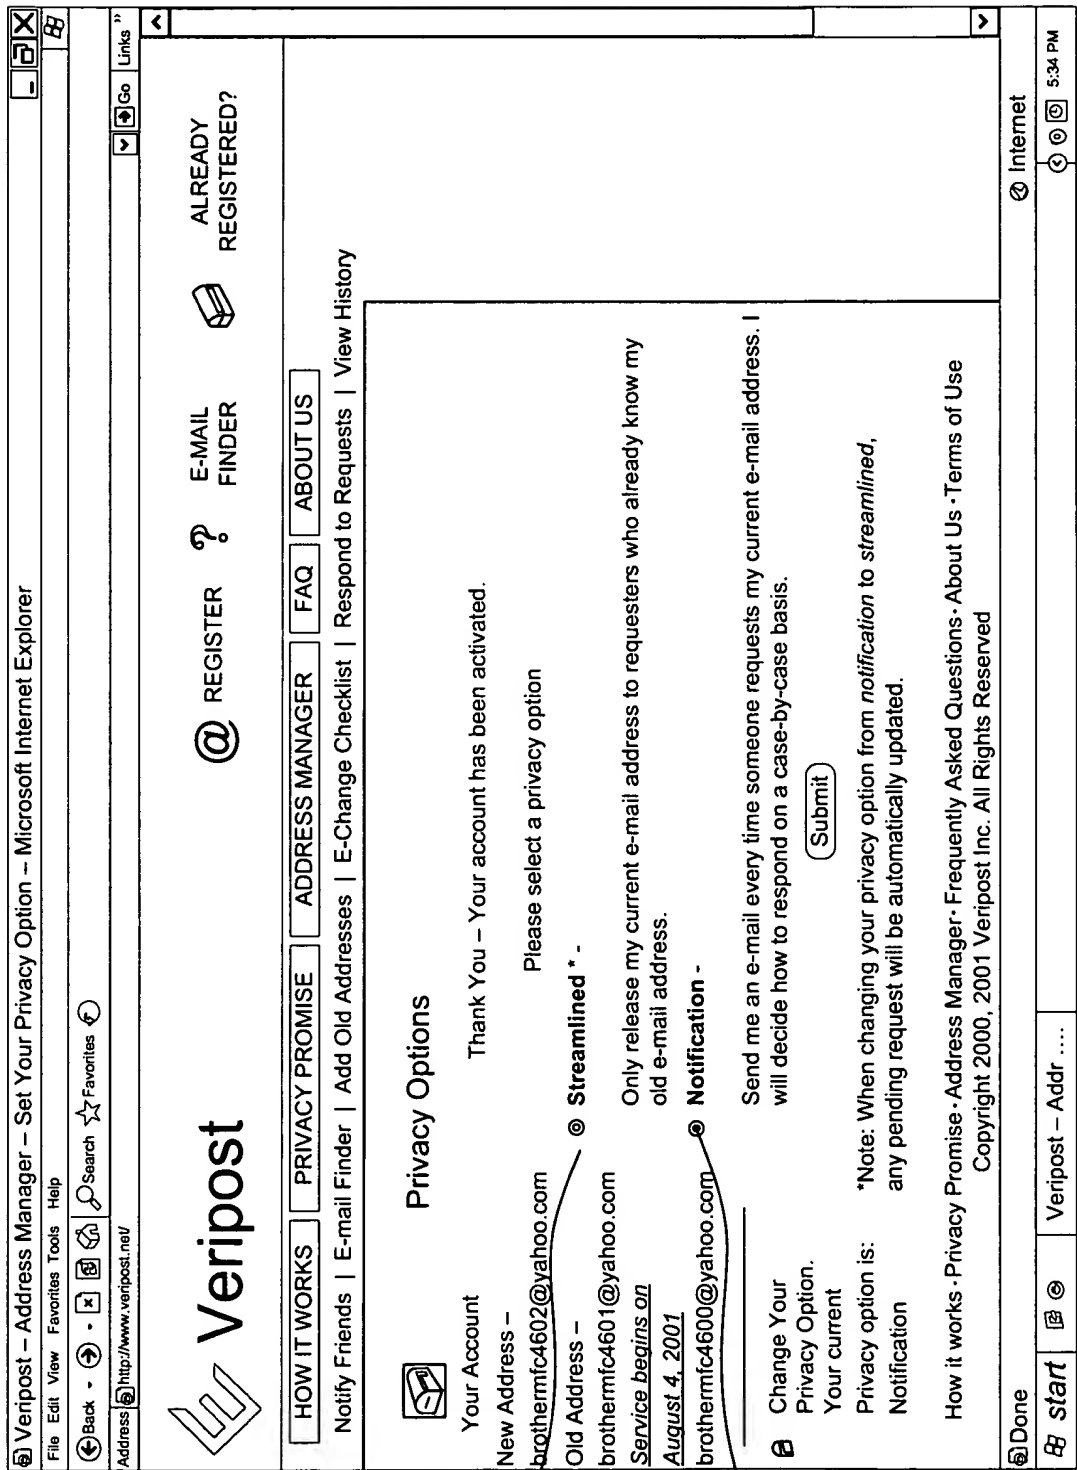 Veripost – Address Manager – Set Your Privacy Option – Microsoft Internet Explorer
File Edit View Favorites Tools Help
Back Search Favorites
Address http://www.veripost.net/ Go Links »
Veripost
@ REGISTER
? E-MAIL FINDER
ALREADY REGISTERED?
HOW IT WORKS PRIVACY PROMISE ADDRESS MANAGER FAQ ABOUT US
Notify Friends | E-mail Finder | Add Old Addresses | E-Change Checklist | Respond to Requests | View History
Privacy Options
Your Account
New Address –
brothermfc4602@yahoo.com
Old Address –
brothermfc4601@yahoo.com
Service begins on
August 4, 2001
brothermfc4600@yahoo.com
Change Your
Privacy Option.
Your current
Privacy option is:
Notification
Thank You – Your account has been activated.
Please select a privacy option
Streamlined * -
Only release my current e-mail address to requesters who already know my
old e-mail address.
Notification -
Send me an e-mail every time someone requests my current e-mail address. I
will decide how to respond on a case-by-case basis.
Submit
*Note: When changing your privacy option from notification to streamlined,
any pending request will be automatically updated.
How it works · Privacy Promise · Address Manager · Frequently Asked Questions · About Us · Terms of Use
Copyright 2000, 2001 Veripost Inc. All Rights Reserved
Done Internet
start Veripost – Addr .... 5:34 PM